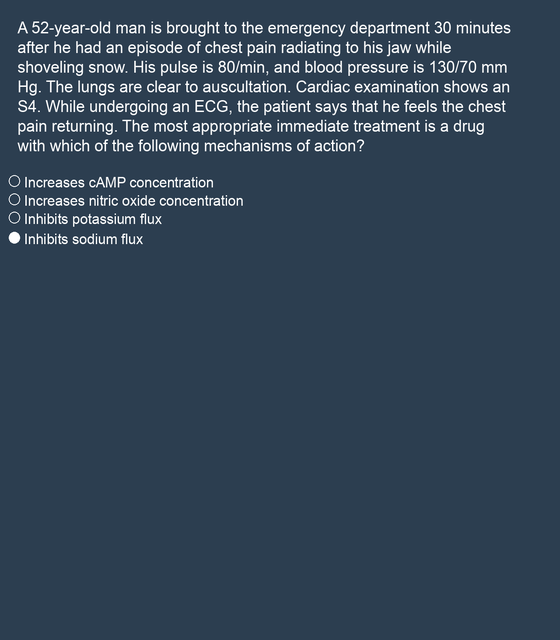 A 52-year-old man is brought to the emergency department 30 minutes
after he had an episode of chest pain radiating to his jaw while
shoveling snow. His pulse is 80/min, and blood pressure is 130/70 mm
Hg. The lungs are clear to auscultation. Cardiac examination shows an
S4. While undergoing an ECG, the patient says that he feels the chest
pain returning. The most appropriate immediate treatment is a drug
with which of the following mechanisms of action?
Increases cAMP concentration
Increases nitric oxide concentration
Inhibits potassium flux
Inhibits sodium flux